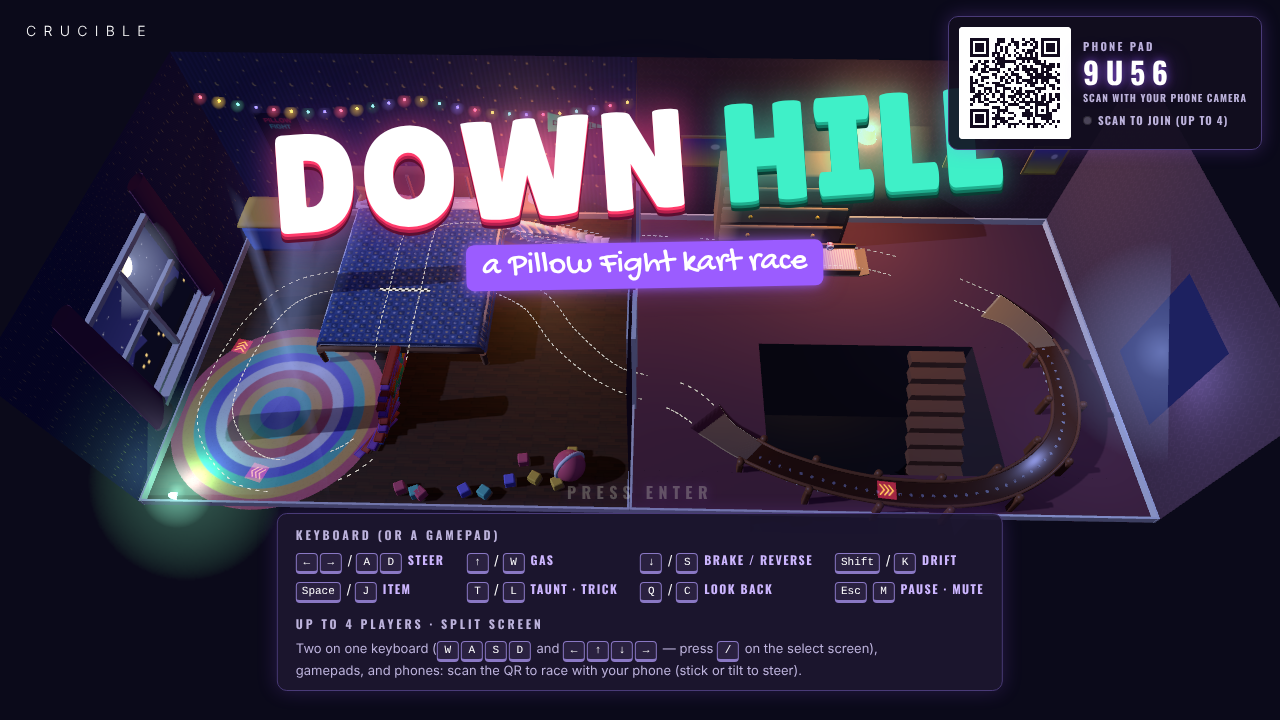 CRUCIBLE
PHONE PAD
9U56
SCAN WITH YOUR PHONE CAMERA
SCAN TO JOIN (UP TO 4)
DOWN HILL
a Pillow Fight kart race
PRESS ENTER
KEYBOARD (OR A GAMEPAD)
← → / A D STEER ↑ / W GAS ↓ / S BRAKE / REVERSE Shift / K DRIFT
Space / J ITEM T / L TAUNT · TRICK Q / C LOOK BACK Esc M PAUSE · MUTE
UP TO 4 PLAYERS · SPLIT SCREEN
Two on one keyboard (W A S D and ← ↑ ↓ → — press / on the select screen),
gamepads, and phones: scan the QR to race with your phone (stick or tilt to steer).